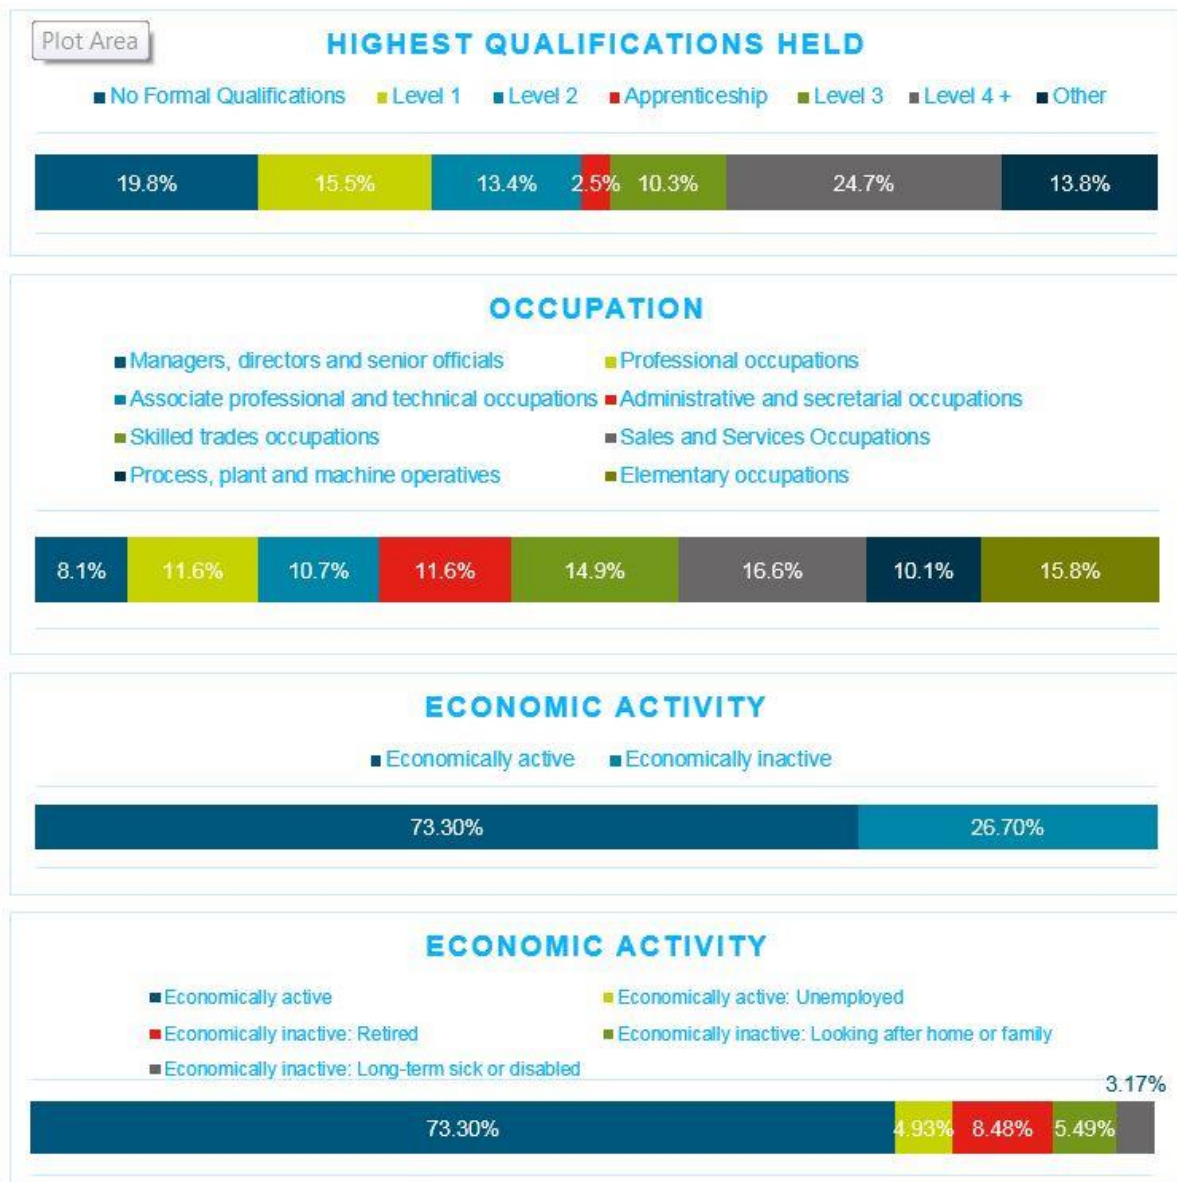 Plot Area
HIGHEST QUALIFICATIONS HELD
No Formal Qualifications Level 1 Level 2 Apprenticeship Level 3 Level 4 + Other
19.8% 15.5% 13.4% 2.5% 10.3% 24.7% 13.8%
OCCUPATION
Managers, directors and senior officials Professional occupations
Associate professional and technical occupations Administrative and secretarial occupations
Skilled trades occupations Sales and Services Occupations
Process, plant and machine operatives Elementary occupations
8.1% 11.6% 10.7% 11.6% 14.9% 16.6% 10.1% 15.8%
ECONOMIC ACTIVITY
Economically active Economically inactive
73.30% 26.70%
ECONOMIC ACTIVITY
Economically active Economically active: Unemployed
Economically inactive: Retired Economically inactive: Looking after home or family
Economically inactive: Long-term sick or disabled
3.17%
73.30% 4.93% 8.48% 5.49%